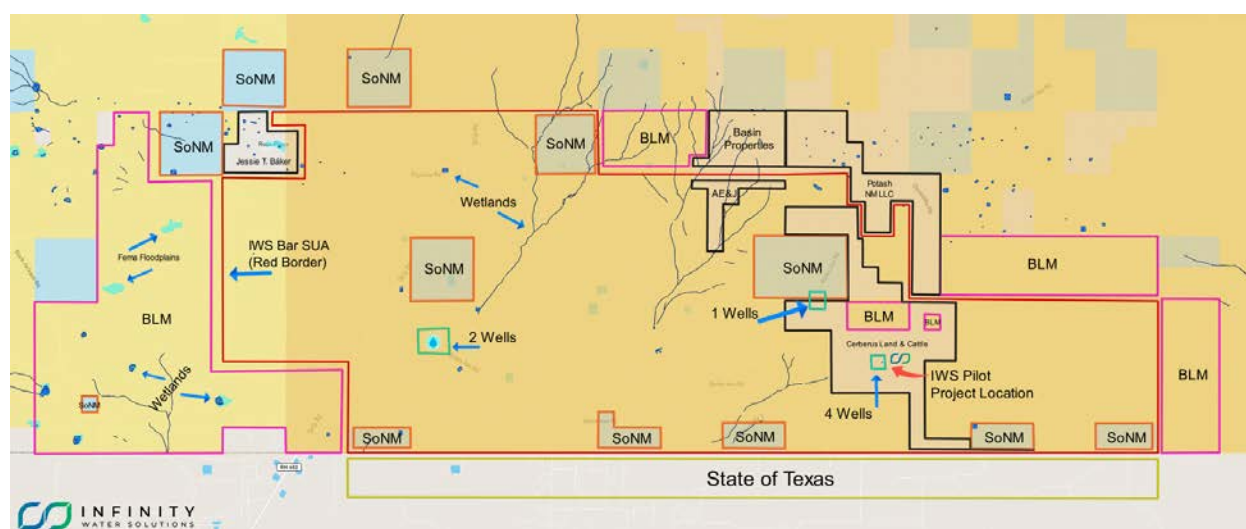 SoNM
SoNM
SoNM
Jessie T. Baker
SoNM
BLM
Basin
Properties
Wetlands
AE&J
Potash
NM LLC
Fema Floodplains
IWS Bar SUA
(Red Border)
SoNM
SoNM
BLM
BLM
1 Wells
BLM
BLM
2 Wells
Cerberus Land & Cattle
IWS Pilot
Project Location
BLM
Wetlands
SoNM
4 Wells
SoNM
SoNM
SoNM
SoNM
SoNM
State of Texas
INFINITY
WATER SOLUTIONS